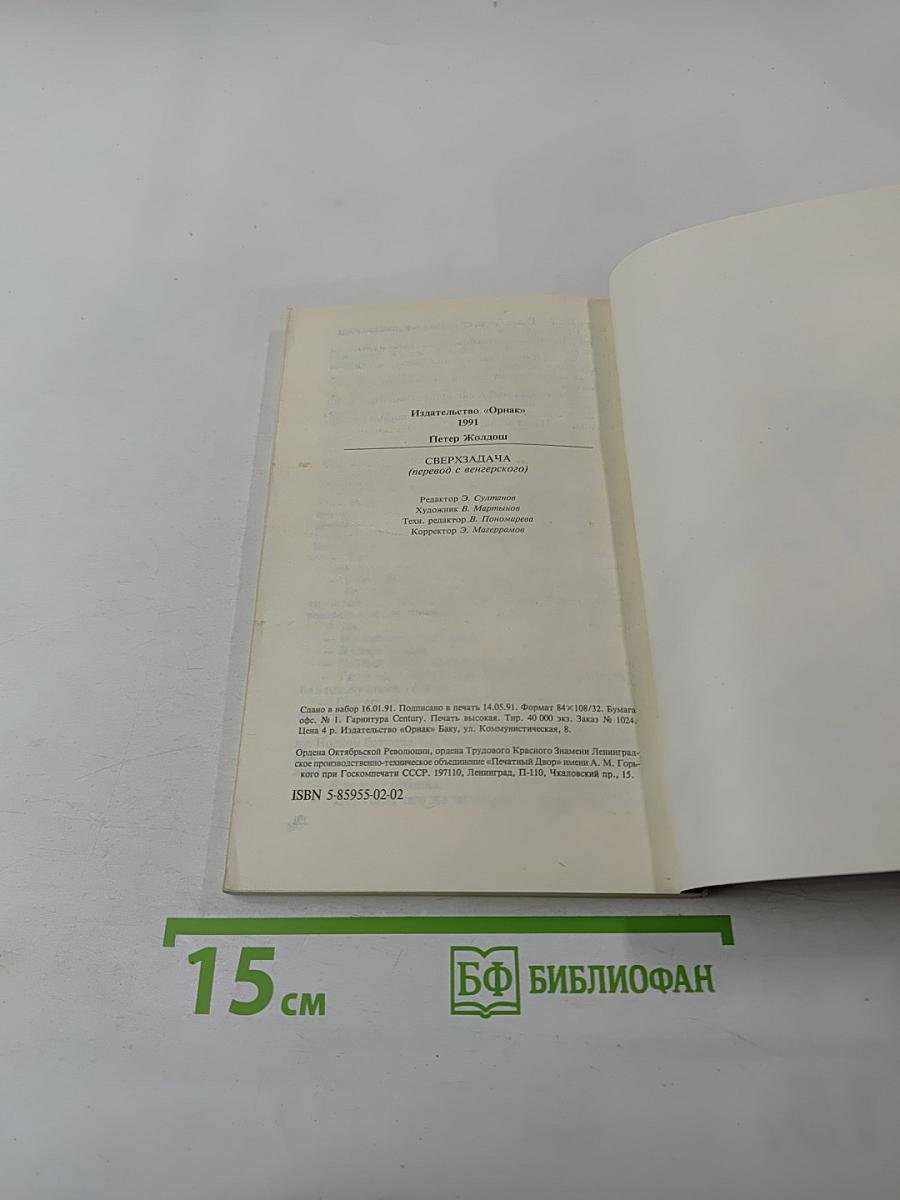 Издательство «Орнак»
1991
Петер Жолдош
СВЕРХЗАДАЧА
(перевод с венгерского)
Редактор Э. Султанов
Художник В. Мартынов
Техн. редактор В. Пономарева
Корректор Э. Магеррамов
Сдано в набор 16.01.91. Подписано в печать 14.05.91. Формат 84×108/32. Бумага
офс. № 1. Гарнитура Century. Печать высокая. Тир. 40 000 экз. Заказ № 1024.
Цена 4 р. Издательство «Орнак» Баку, ул. Коммунистическая, 8.
Ордена Октябрьской Революции, ордена Трудового Красного Знамени Ленинград-
ское производственно-техническое объединение «Печатный Двор» имени А. М. Горь-
кого при Госкомпечати СССР. 197110, Ленинград, П-110, Чкаловский пр., 15.
ISBN 5-85955-02-02
15 см
БФ БИБЛИОФАН